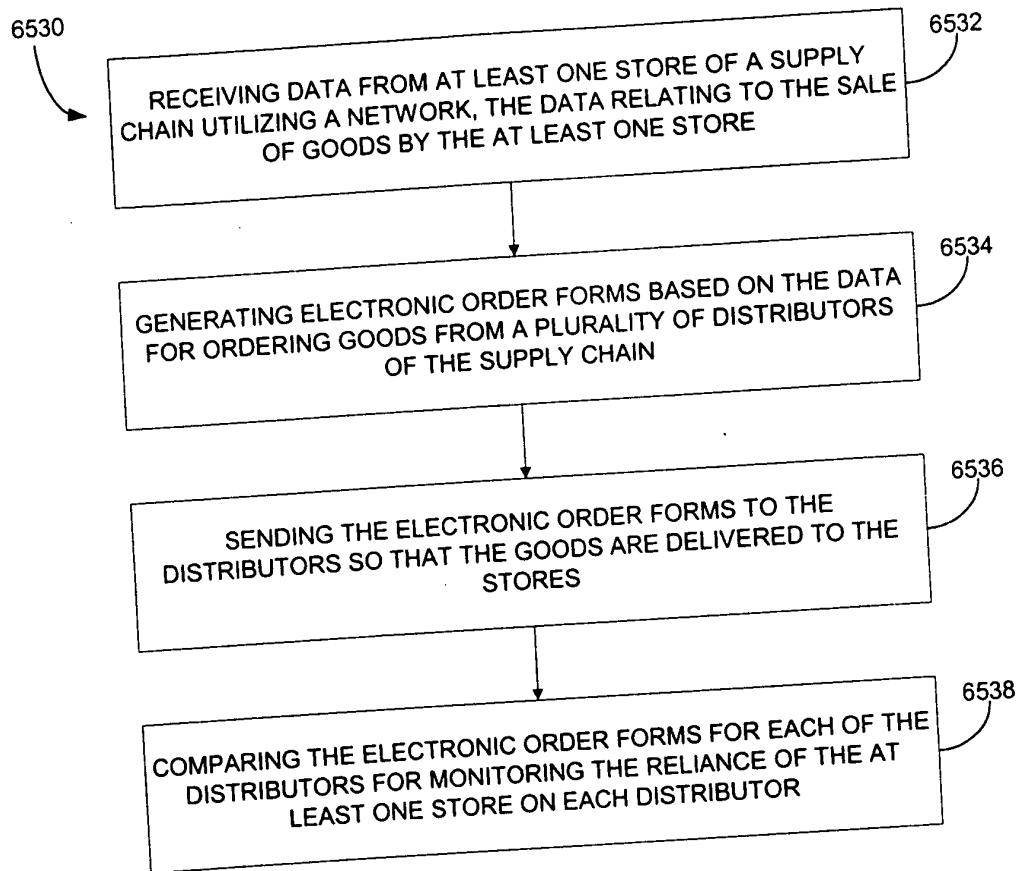 6530
6532
RECEIVING DATA FROM AT LEAST ONE STORE OF A SUPPLY
CHAIN UTILIZING A NETWORK, THE DATA RELATING TO THE SALE
OF GOODS BY THE AT LEAST ONE STORE
6534
GENERATING ELECTRONIC ORDER FORMS BASED ON THE DATA
FOR ORDERING GOODS FROM A PLURALITY OF DISTRIBUTORS
OF THE SUPPLY CHAIN
6536
SENDING THE ELECTRONIC ORDER FORMS TO THE
DISTRIBUTORS SO THAT THE GOODS ARE DELIVERED TO THE
STORES
6538
COMPARING THE ELECTRONIC ORDER FORMS FOR EACH OF THE
DISTRIBUTORS FOR MONITORING THE RELIANCE OF THE AT
LEAST ONE STORE ON EACH DISTRIBUTOR